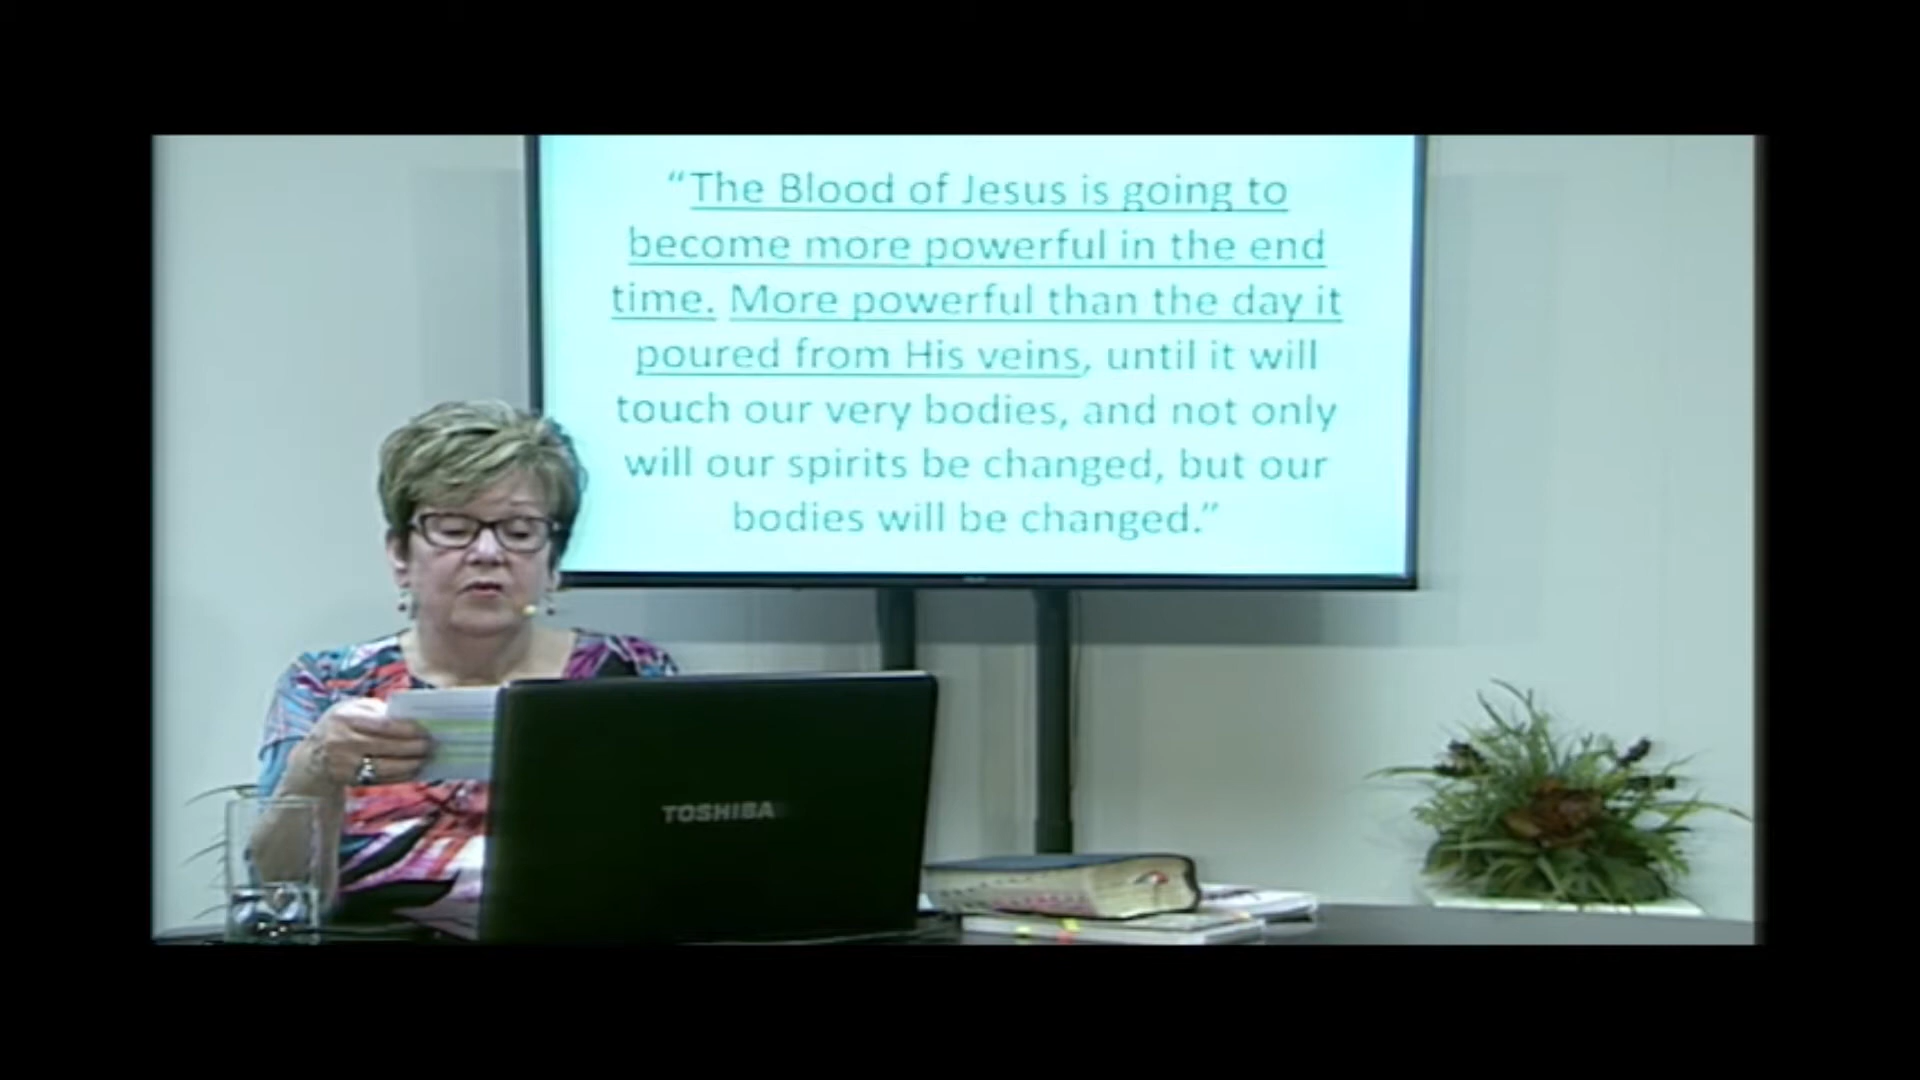 “The Blood of Jesus is going to
become more powerful in the end
time. More powerful than the day it
poured from His veins, until it will
touch our very bodies, and not only
will our spirits be changed, but our
bodies will be changed.”
TOSHIBA